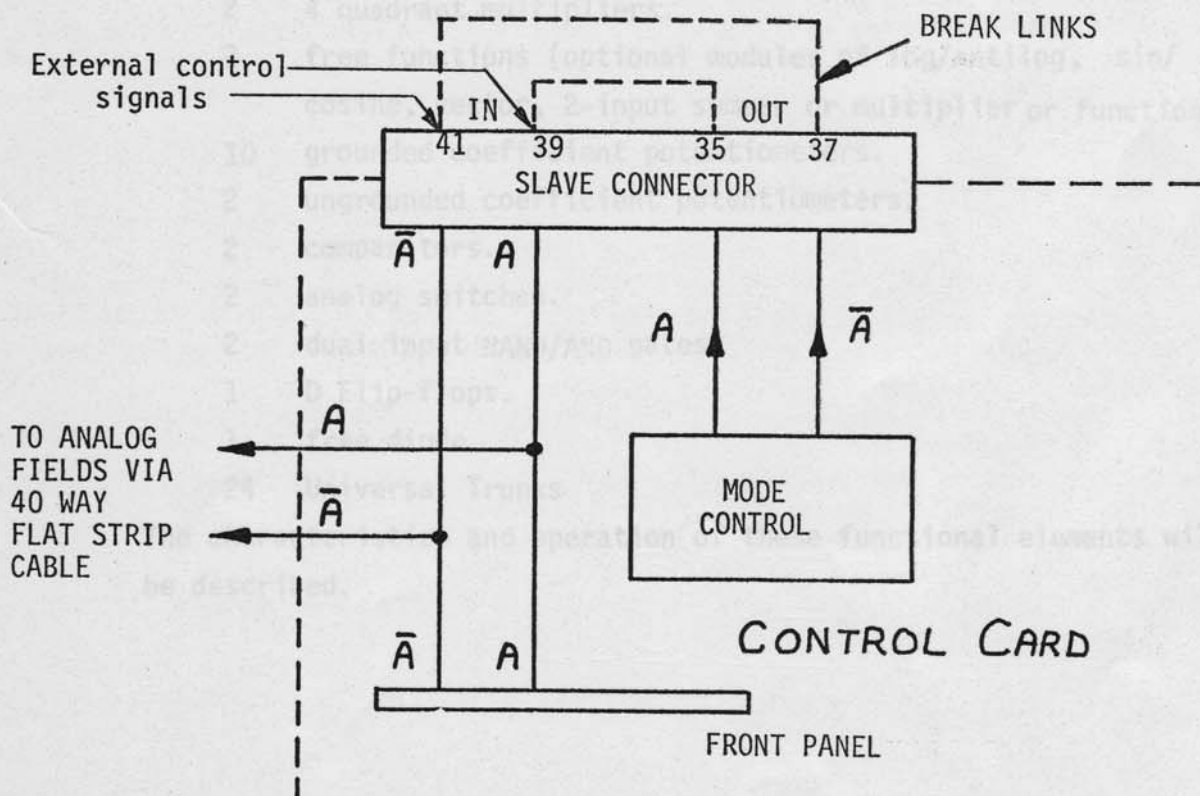 2 4 quadrant multipliers
BREAK LINKS
2 free functions (optional modules of log/antilog, sin/
External control
signals
cosine, 2-input summer or multiplier or function
IN
OUT
41
39
35
37
10 grounded coefficient potentiometers.
SLAVE CONNECTOR
2 ungrounded coefficient potentiometers.
Ā
A
2 comparators.
2 analog switches.
A
Ā
2 dual input NAND/AND gates
1 D Flip-flops.
A
TO ANALOG
FIELDS VIA
40 WAY
FLAT STRIP
CABLE
free diode
MODE
CONTROL
24 Universal Trunks
Ā
The characteristics and operation of these functional elements wil
be described.
Ā
A
CONTROL CARD
FRONT PANEL